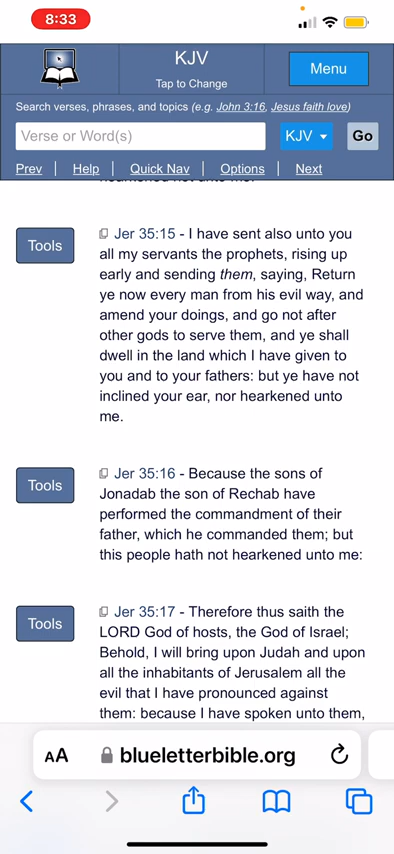 8:33
KJV
Tap to Change
Menu
Search verses, phrases, and topics (e.g. John 3:16, Jesus faith love)
Verse or Word(s)
KJV
Go
Prev
Help
Quick Nav
Options
Next
Tools
Jer 35:15 - I have sent also unto you
all my servants the prophets, rising up
early and sending them, saying, Return
ye now every man from his evil way, and
amend your doings, and go not after
other gods to serve them, and ye shall
dwell in the land which I have given to
you and to your fathers: but ye have not
inclined your ear, nor hearkened unto
me.
Tools
Jer 35:16 - Because the sons of
Jonadab the son of Rechab have
performed the commandment of their
father, which he commanded them; but
this people hath not hearkened unto me:
Tools
Jer 35:17 - Therefore thus saith the
LORD God of hosts, the God of Israel;
Behold, I will bring upon Judah and upon
all the inhabitants of Jerusalem all the
evil that I have pronounced against
them: because I have spoken unto them,
AA
blueletterbible.org